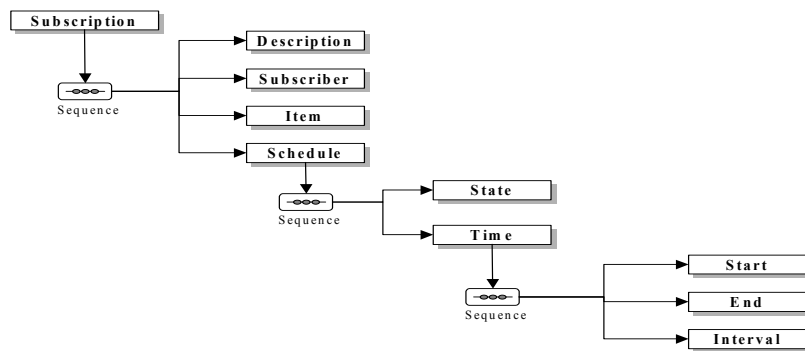 Subscription
Description
Subscriber
Sequence
Item
Schedule
State
Sequence
Time
Start
End
Sequence
Interval